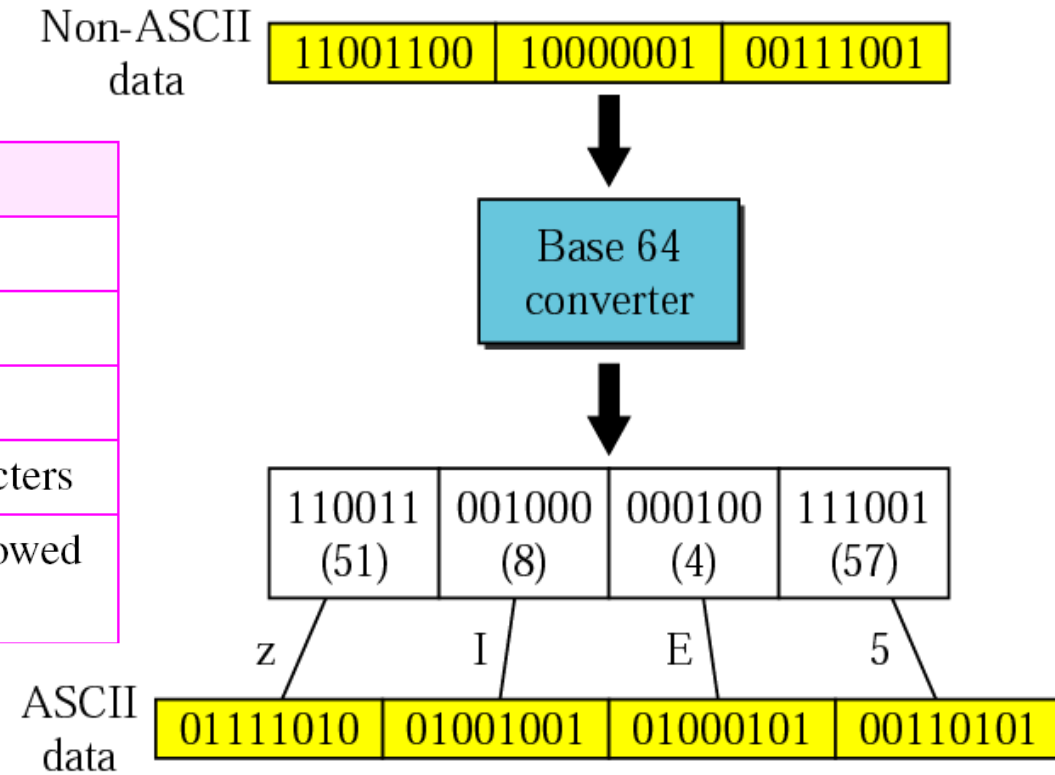 Non-ASCII
data
11001100 10000001 00111001
Base 64
converter
cters
owed
110011 001000 000100 111001
(51) (8) (4) (57)
z I E 5
ASCII
data
01111010 01001001 01000101 00110101